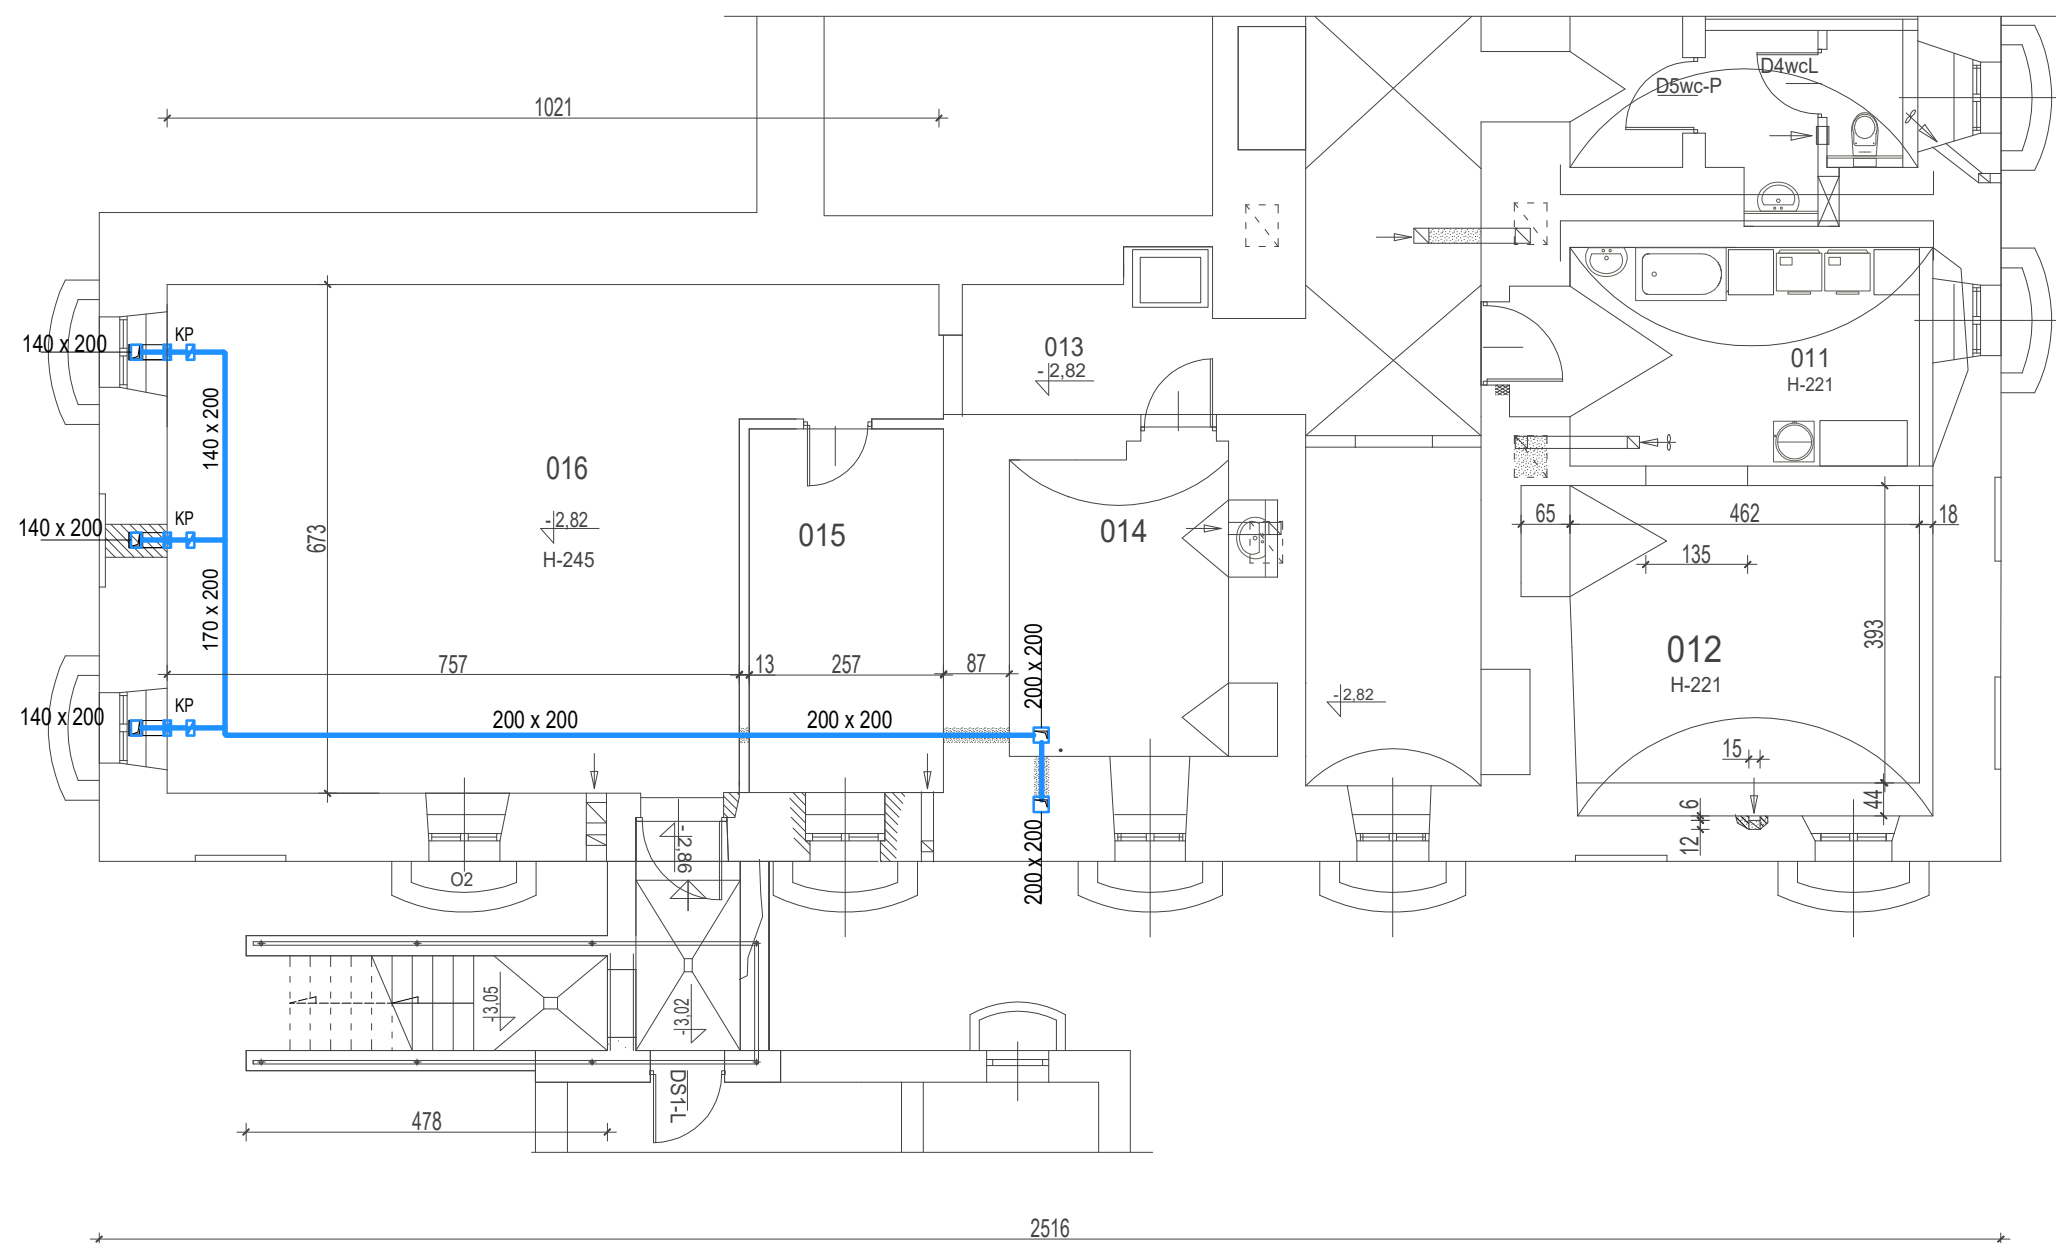 1021
D5wc-P
D4wcL
140 x 200
KP
013
- 2,82
011
H-221
140 x 200
016
- 2,82
H-245
015
014
140 x 200
KP
673
65
462
18
135
170 x 200
012
H-221
393
757
13
257
87
200 x 200
- 2,82
140 x 200
KP
200 x 200
200 x 200
15
44
6
12
- 2,86
200 x 200
O2
- 3,05
- 3,02
DS1-L
478
2516